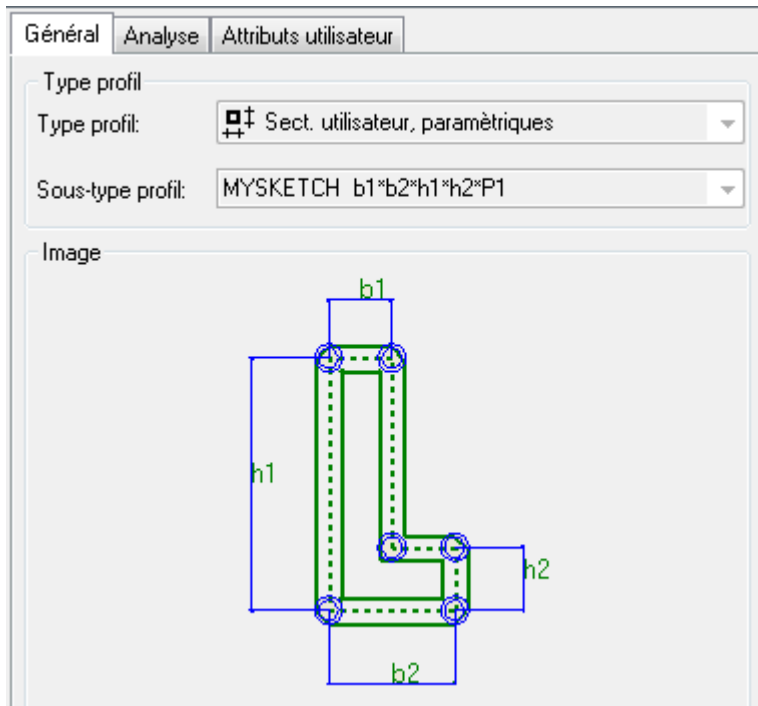 Général Analyse Attributs utilisateur
Type profil
Type profil: Sect. utilisateur, paramètriques
Sous-type profil: MYSKETCH b1*b2*h1*h2*P1
Image
b1
h1
h2
b2